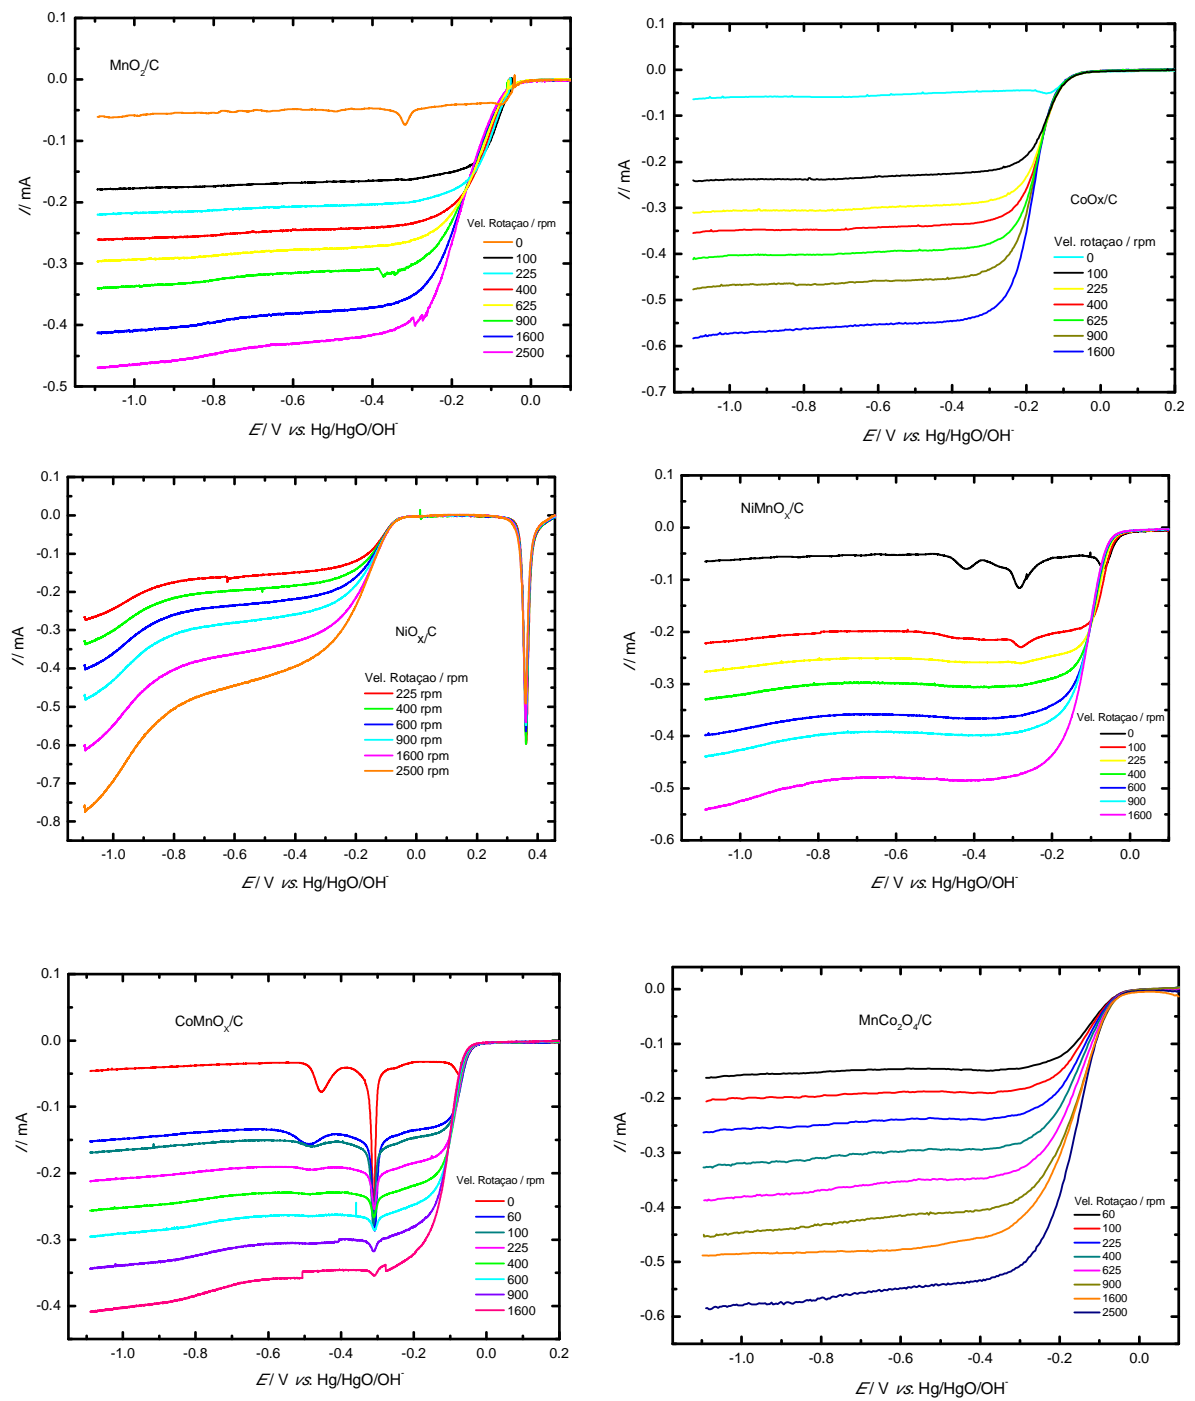 0.1
0.0
-0.1
-0.2
-0.3
-0.4
-0.5
MnO2/C
Vel. Rotaçao / rpm
0
100
225
400
625
900
1600
2500
-1.0 -0.8 -0.6 -0.4 -0.2 0.0
I/ mA
E/ V vs. Hg/HgO/OH-
0.1
0.0
-0.1
-0.2
-0.3
-0.4
-0.5
-0.6
-0.7
CoOx/C
Vel. rotaçao / rpm
0
100
225
400
625
900
1600
-1.0 -0.8 -0.6 -0.4 -0.2 0.0 0.2
I/ mA
E/ V vs. Hg/HgO/OH-
0.1
0.0
-0.1
-0.2
-0.3
-0.4
-0.5
-0.6
-0.7
-0.8
NiOx/C
Vel. Rotaçao / rpm
225 rpm
400 rpm
600 rpm
900 rpm
1600 rpm
2500 rpm
-1.0 -0.8 -0.6 -0.4 -0.2 0.0 0.2 0.4
I/ mA
E/ V vs. Hg/HgO/OH-
0.1
0.0
-0.1
-0.2
-0.3
-0.4
-0.5
-0.6
NiMnOx/C
Vel. Rotaçao / rpm
0
100
225
400
600
900
1600
-1.0 -0.8 -0.6 -0.4 -0.2 0.0
I/ mA
E/ V vs. Hg/HgO/OH-
0.1
0.0
-0.1
-0.2
-0.3
-0.4
CoMnOx/C
Vel. Rotaçao / rpm
0
60
100
225
400
600
900
1600
-1.0 -0.8 -0.6 -0.4 -0.2 0.0 0.2
I/ mA
E/ V vs. Hg/HgO/OH-
0.0
-0.1
-0.2
-0.3
-0.4
-0.5
-0.6
MnCo2O4/C
Vel. Rotaçao / rpm
60
100
225
400
625
900
1600
2500
-1.0 -0.8 -0.6 -0.4 -0.2 0.0
I/ mA
E/ V vs. Hg/HgO/OH-